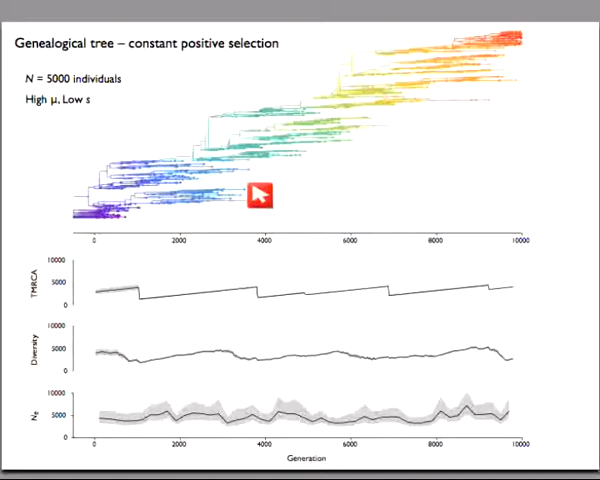 Genealogical tree – constant positive selection
N = 5000 individuals
High μ, Low s
0 2000 4000 6000 8000 10000
TMRCA
10000
5000
0
Diversity
10000
5000
0
Ne
10000
5000
0
0 2000 4000 6000 8000 10000
Generation